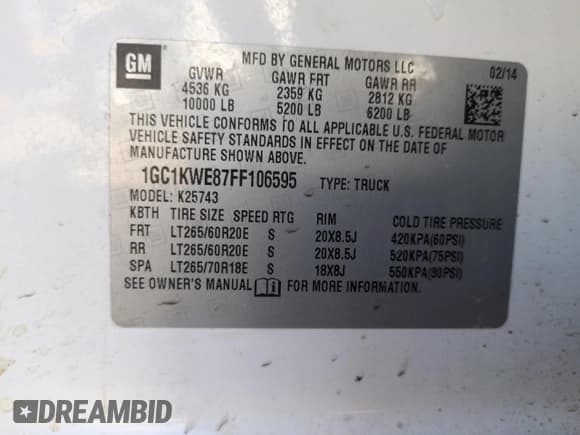 GM
MFD BY GENERAL MOTORS LLC
02/14
GVWR GAWR FRT GAWR RR
4536 KG 2359 KG 2812 KG
10000 LB 5200 LB 6200 LB
THIS VEHICLE CONFORMS TO ALL APPLICABLE U.S. FEDERAL MOTOR
VEHICLE SAFETY STANDARDS IN EFFECT ON THE DATE OF
MANUFACTURE SHOWN ABOVE.
1GC1KWE87FF106595 TYPE: TRUCK
MODEL: K25743
KBTH TIRE SIZE SPEED RTG RIM COLD TIRE PRESSURE
FRT LT265/60R20E S 20X8.5J 420KPA(60PSI)
RR LT265/60R20E S 20X8.5J 520KPA(75PSI)
SPA LT265/70R18E S 18X8J 550KPA(80PSI)
SEE OWNER'S MANUAL FOR MORE INFORMATION.
DREAMBID